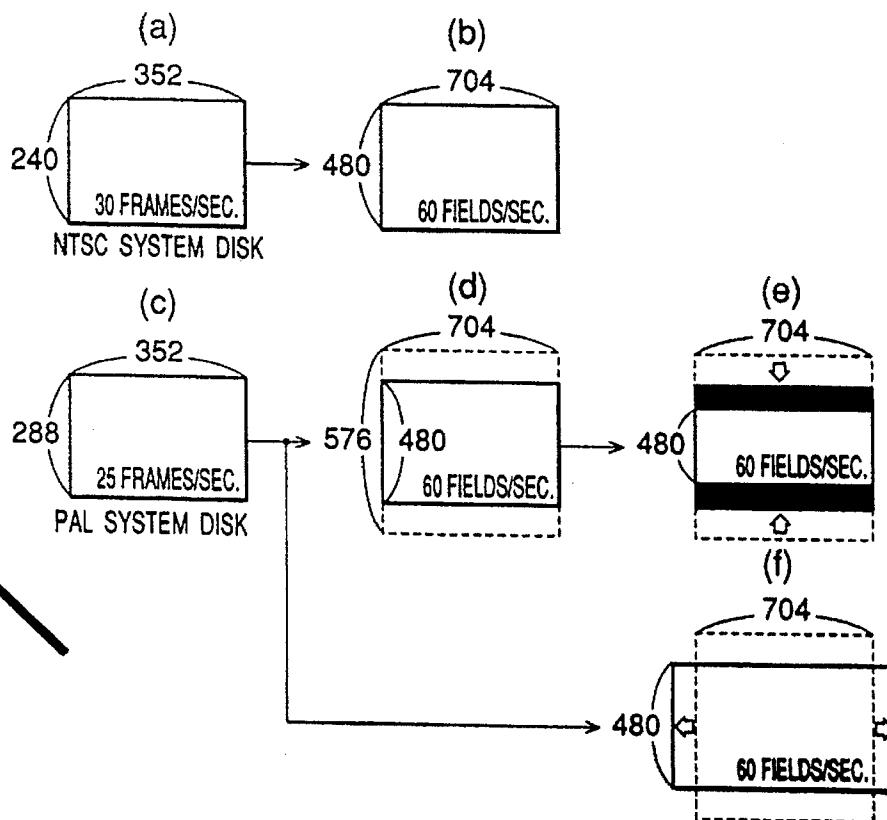 (a)
352
240
30 FRAMES/SEC.
NTSC SYSTEM DISK
(b)
704
480
60 FIELDS/SEC.
(c)
352
288
25 FRAMES/SEC.
PAL SYSTEM DISK
(d)
704
576
480
60 FIELDS/SEC.
(e)
704
480
60 FIELDS/SEC.
(f)
704
480
60 FIELDS/SEC.